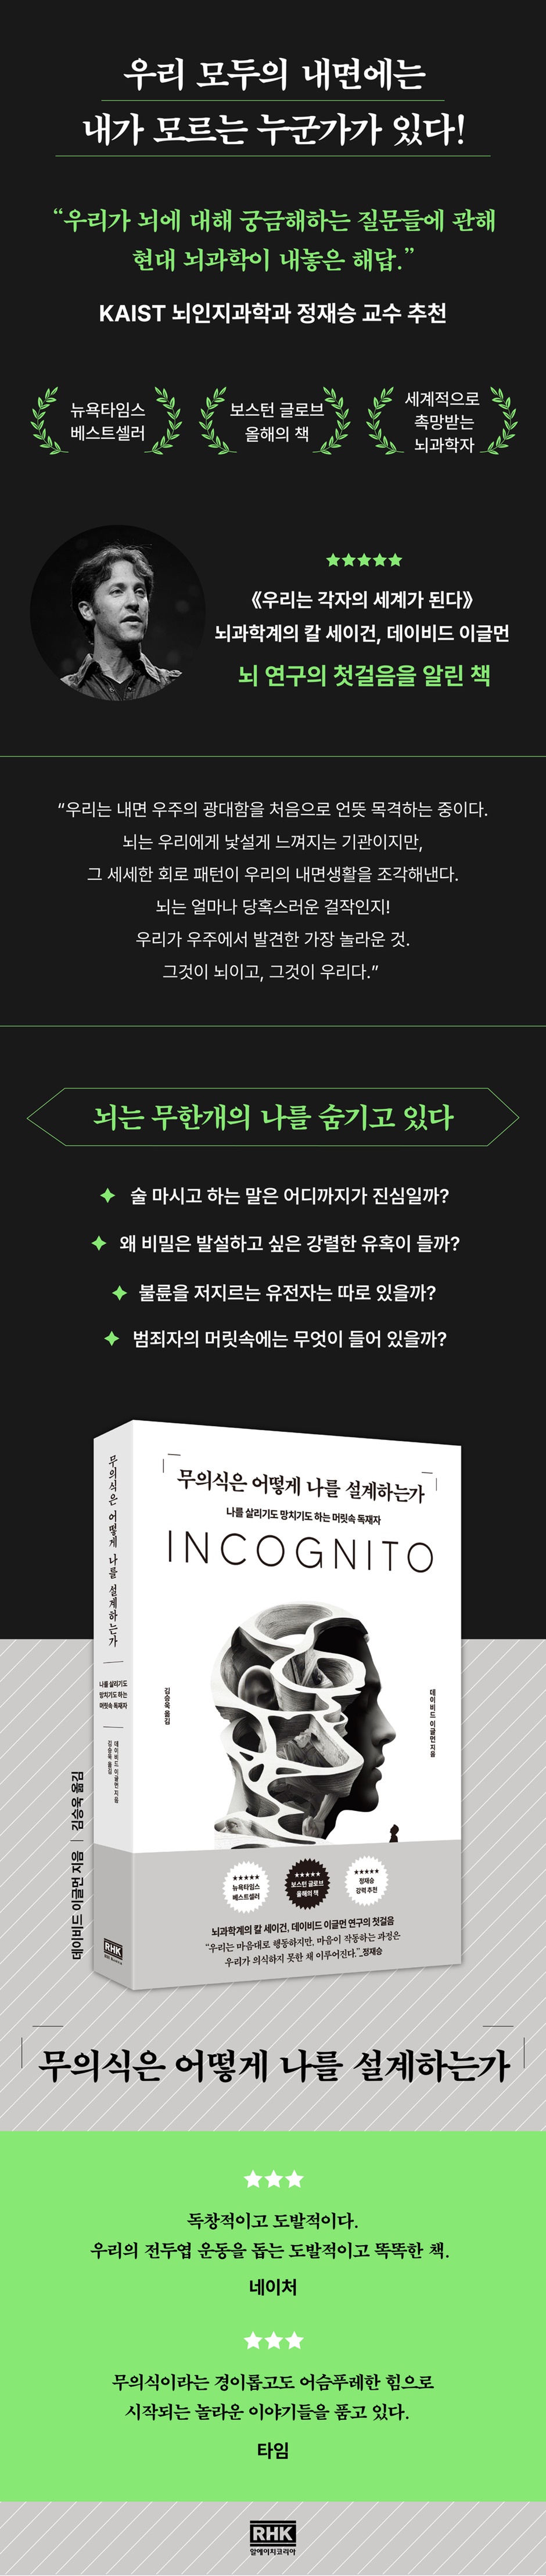 우리 모두의 내면에는
내가 모르는 누군가가 있다!
“우리가 뇌에 대해 궁금해하는 질문들에 관해
현대 뇌과학이 내놓은 해답.”
KAIST 뇌인지과학과 정재승 교수 추천
뉴욕타임스
베스트셀러
보스턴 글로브
올해의 책
세계적으로
촉망받는
뇌과학자
《우리는 각자의 세계가 된다》
뇌과학계의 칼 세이건, 데이비드 이글먼
뇌 연구의 첫걸음을 알린 책
“우리는 내면 우주의 광대함을 처음으로 언뜻 목격하는 중이다.
뇌는 우리에게 낯설게 느껴지는 기관이지만,
그 세세한 회로 패턴이 우리의 내면생활을 조각해낸다.
뇌는 얼마나 당혹스러운 걸작인지!
우리가 우주에서 발견한 가장 놀라운 것.
그것이 뇌이고, 그것이 우리다.”
뇌는 무한개의 나를 숨기고 있다
술 마시고 하는 말은 어디까지가 진심일까?
왜 비밀은 발설하고 싶은 강렬한 유혹이 들까?
불륜을 저지르는 유전자는 따로 있을까?
범죄자의 머릿속에는 무엇이 들어 있을까?
무의식은 어떻게 나를 설계하는가
나를 살리기도 망치기도 하는 머릿속 독재자
INCOGNITO
김승욱 옮김
데이비드 이글먼 지음
뉴욕타임스
베스트셀러
보스턴 글로브
올해의 책
정재승
강력 추천
뇌과학계의 칼 세이건, 데이비드 이글먼 연구의 첫걸음
“우리는 마음대로 행동하지만, 마음이 작동하는 과정은
우리가 의식하지 못한 채 이루어진다.”_정재승
무의식은 어떻게 나를 설계하는가
나를 살리기도
망치기도 하는
머릿속 독재자
데이비드 이글먼 지음
김승욱 옮김
RHK
데이비드 이글먼 지음 | 김승욱 옮김
무의식은 어떻게 나를 설계하는가
독창적이고 도발적이다.
우리의 전두엽 운동을 돕는 도발적이고 똑똑한 책.
네이처
무의식이라는 경이롭고도 어슴푸레한 힘으로
시작되는 놀라운 이야기들을 품고 있다.
타임
RHK
알에이치코리아